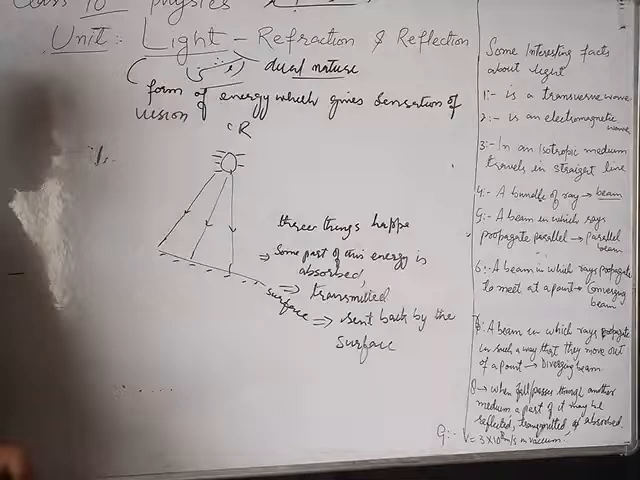 Class 10th Physics
Unit:- Light - Refraction & Reflection
dual nature
form of energy which gives sensation of
vision
three things happe
⇒ Some part of this energy is
absorbed,
⇒ transmitted
surface ⇒ sent back by the
surface
Some Interesting facts
about light
1:- is a transverse wave
2:- is an electromagnetic
wave
3:- In an Isotropic medium
travels in straight line
4:- A bundle of ray → beam
5:- A beam in which rays
propagate parallel → parallel
beam
6:- A beam in which rays propagate
to meet at a point → Converging
beam
7:- A beam in which rays propagate
in such a way that they move out
of a point → Diverging beam
8 → when fall/passes through another
medium a part of it may be
reflected, transmitted, or absorbed.
9:- V = 3×10⁸m/s in vacuum.